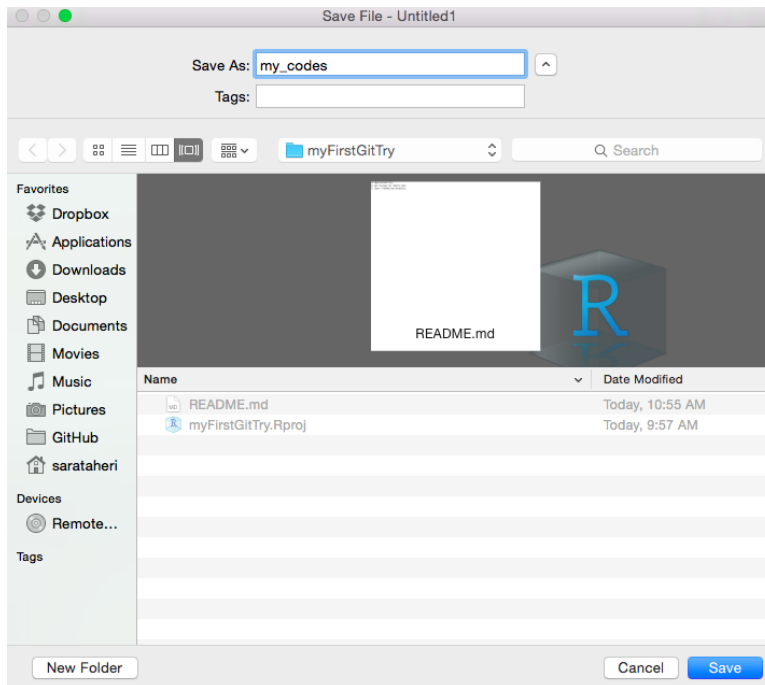 Save File - Untitled1
Save As: my_codes
Tags:
myFirstGitTry
Search
Favorites
Dropbox
Applications
Downloads
Desktop
Documents
Movies
Music
Pictures
GitHub
sarataheri
Devices
Remote...
Tags
README.md
R
Name Date Modified
README.md Today, 10:55 AM
myFirstGitTry.Rproj Today, 9:57 AM
New Folder Cancel Save